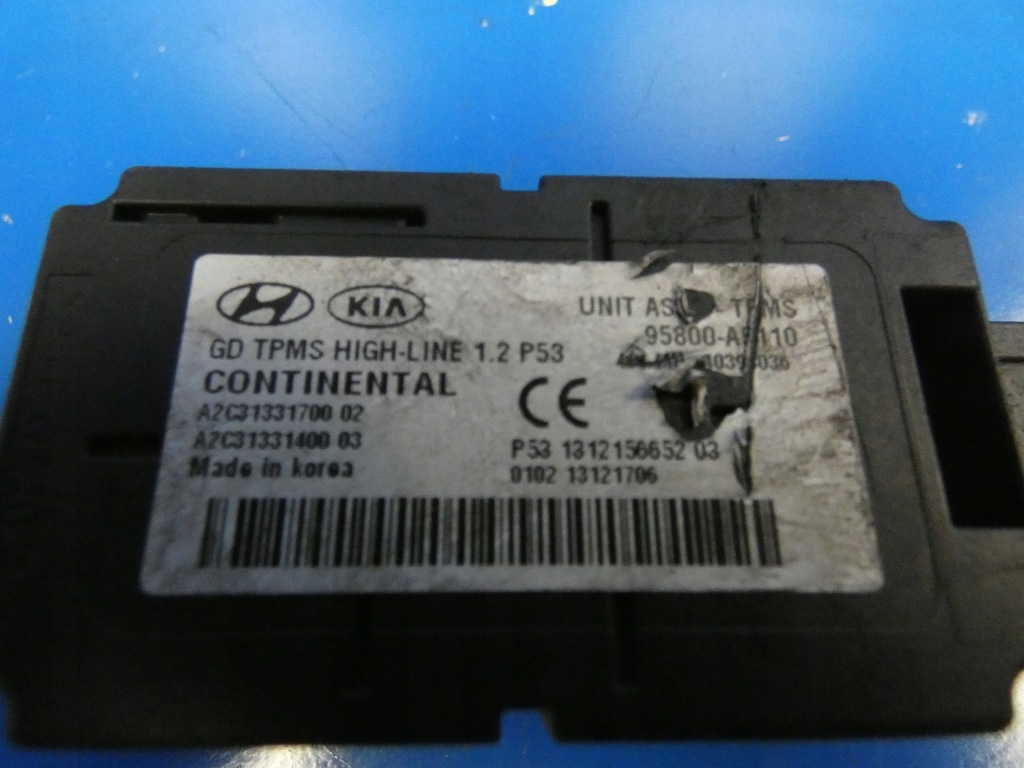 KIA
GD TPMS HIGH-LINE 1.2 P53
CONTINENTAL
A2C31331700 02
A2C31331400 03
Made in korea
UNIT TPMS
CE
P53 1312156652 03
0102 13121706